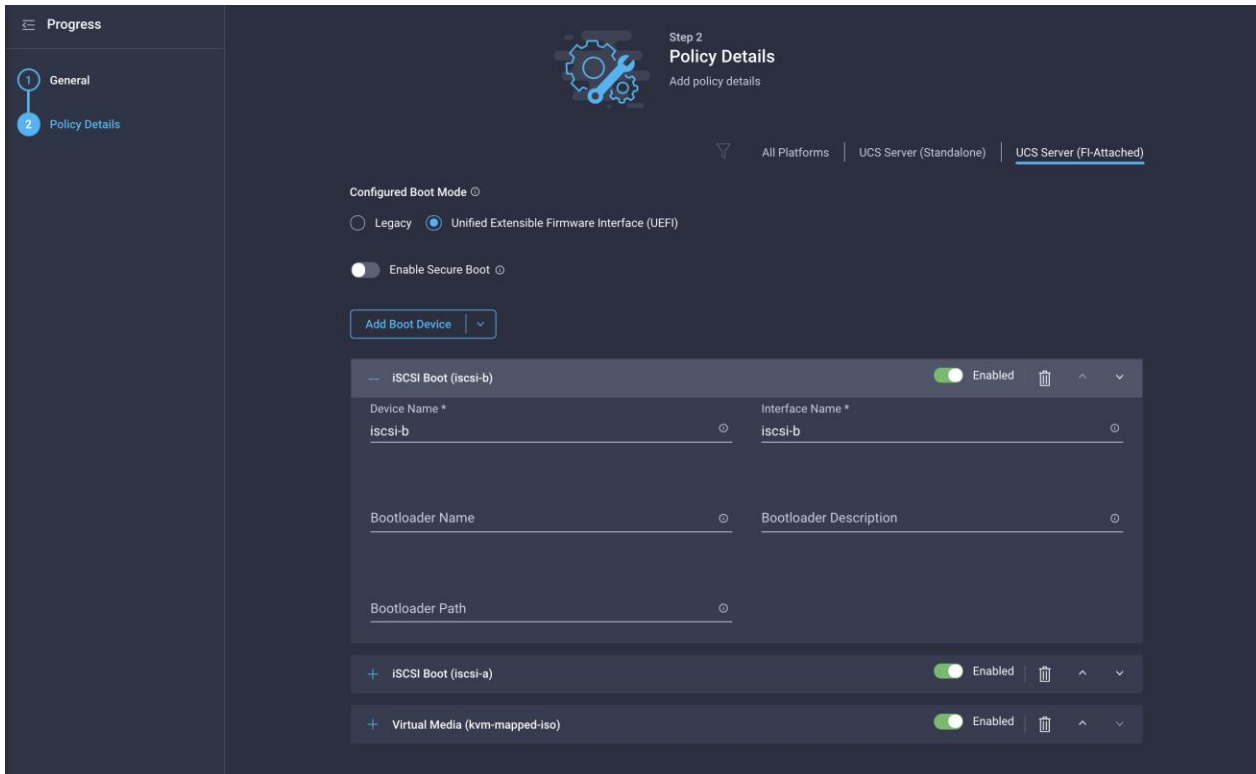 Progress
1 General
2 Policy Details
Step 2
Policy Details
Add policy details
All Platforms UCS Server (Standalone) UCS Server (FI-Attached)
Configured Boot Mode
Legacy Unified Extensible Firmware Interface (UEFI)
Enable Secure Boot
Add Boot Device
iSCSI Boot (iscsi-b) Enabled
Device Name * Interface Name *
iscsi-b iscsi-b
Bootloader Name Bootloader Description
Bootloader Path
iSCSI Boot (iscsi-a) Enabled
Virtual Media (kvm-mapped-iso) Enabled